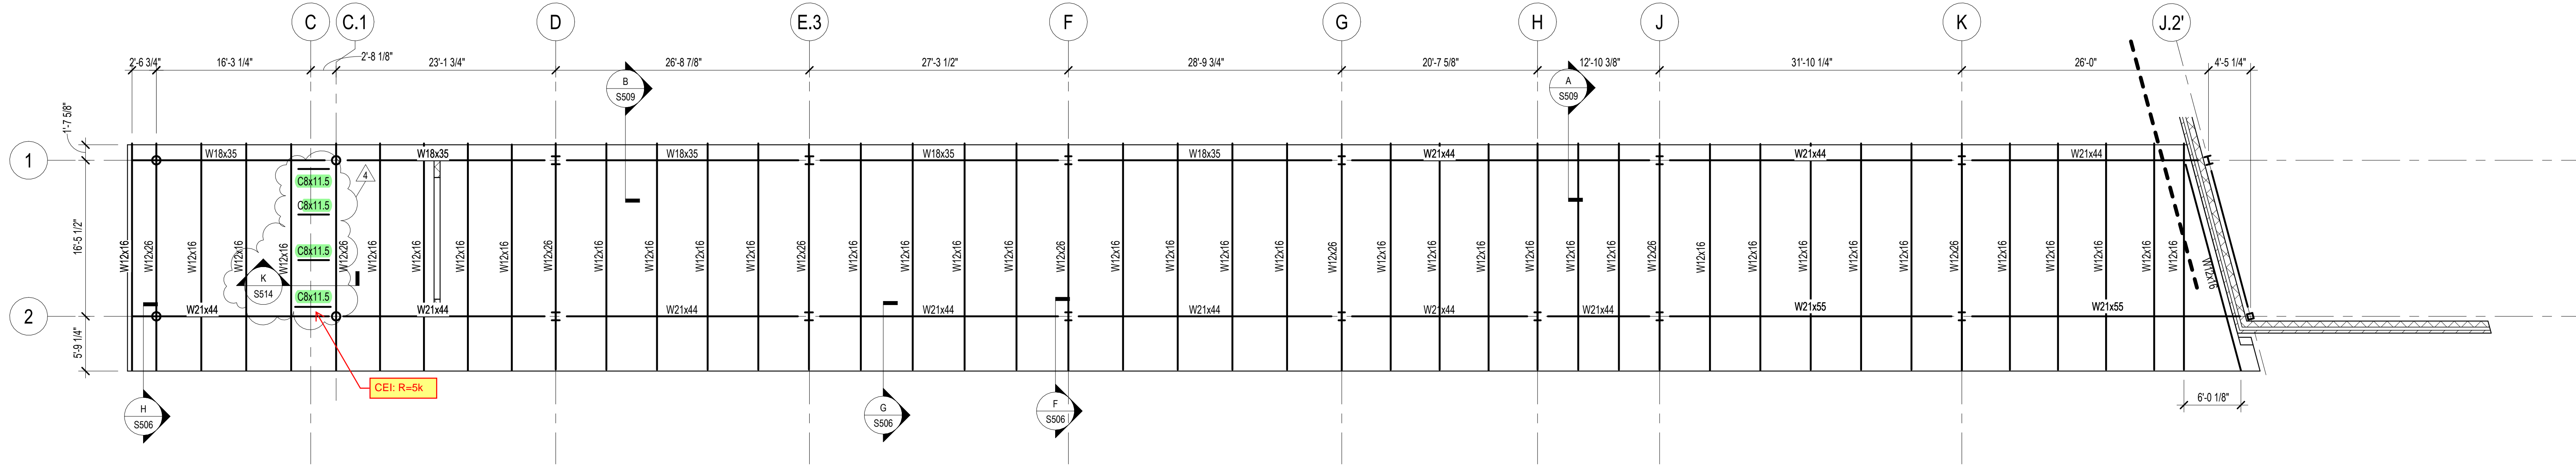 C C.1 D E.3 F G H J K J.2'
2'-6 3/4" 16'-3 1/4" 2'-8 1/8" 23'-1 3/4" 26'-8 7/8" 27'-3 1/2" 28'-9 3/4" 20'-7 5/8" 12'-10 3/8" 31'-10 1/4" 26'-0" 4'-5 1/4"
B
S509
A
S509
1'-7 5/8"
1
W18x35 W18x35 W18x35 W18x35 W18x35 W21x44 W21x44 W21x44
4
C8x11.5
C8x11.5
16'-5 1/2"
C8x11.5
W12x16 W12x26 W12x16 W12x16 W12x16 W12x26 W12x16 W12x16 W12x16 W12x16 W12x26 W12x16 W12x16 W12x16 W12x16 W12x26 W12x16 W12x16 W12x16 W12x16 W12x26 W12x16 W12x16 W12x16 W12x16 W12x26 W12x16 W12x16 W12x16 W12x16 W12x16 W12x16 W12x26 W12x16 W12x16 W12x16 W12x16 W12x16 W12x26 W12x16 W12x16 W12x16 W12x16 W12x16 W12x16
K
S514
C8x11.5
2
W21x44 W21x44 W21x44 W21x44 W21x44 W21x44 W21x44 W21x55 W21x55
5'-9 1/4"
CEI: R=5k
6'-0 1/8"
H
S506
G
S506
F
S506